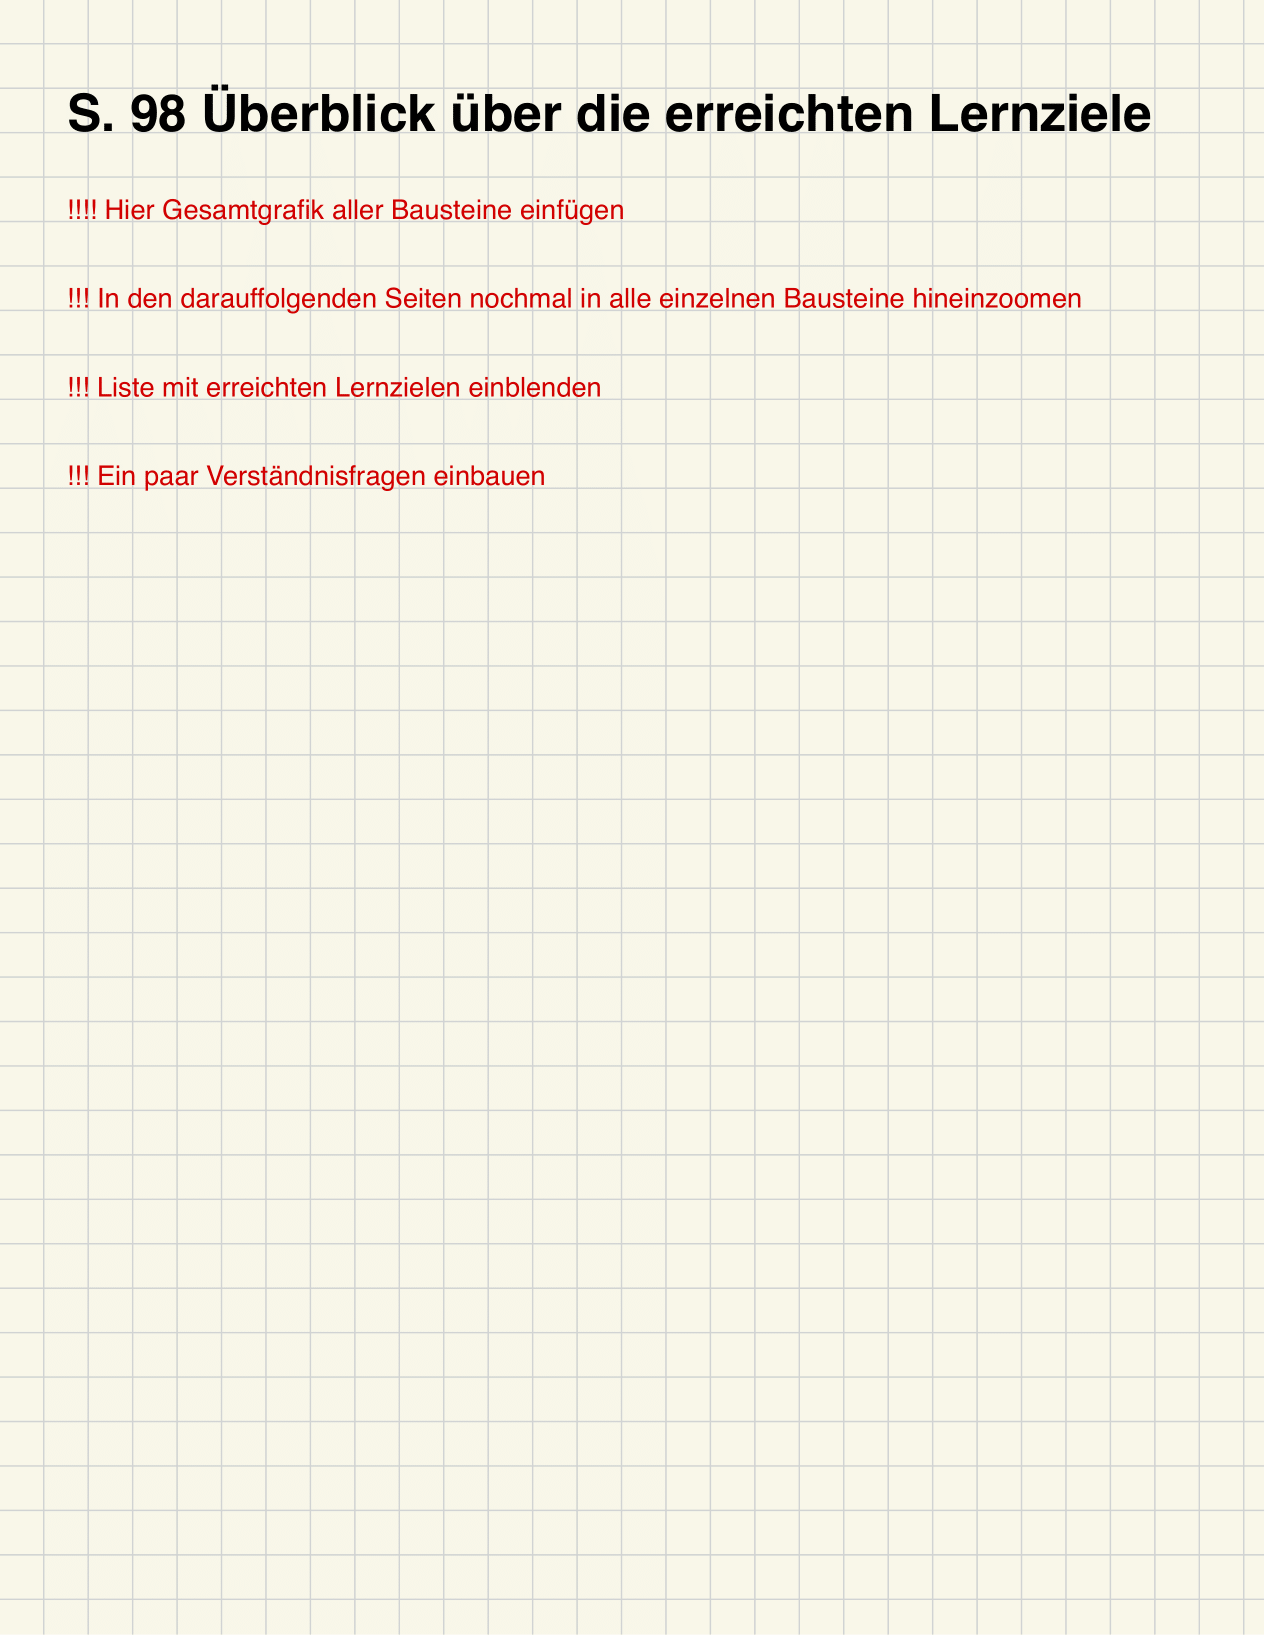 S. 98 Überblick über die erreichten Lernziele
!!!! Hier Gesamtgrafik aller Bausteine einfügen
!!! In den darauffolgenden Seiten nochmal in alle einzelnen Bausteine hineinzoomen
!!! Liste mit erreichten Lernzielen einblenden
!!! Ein paar Verständnisfragen einbauen